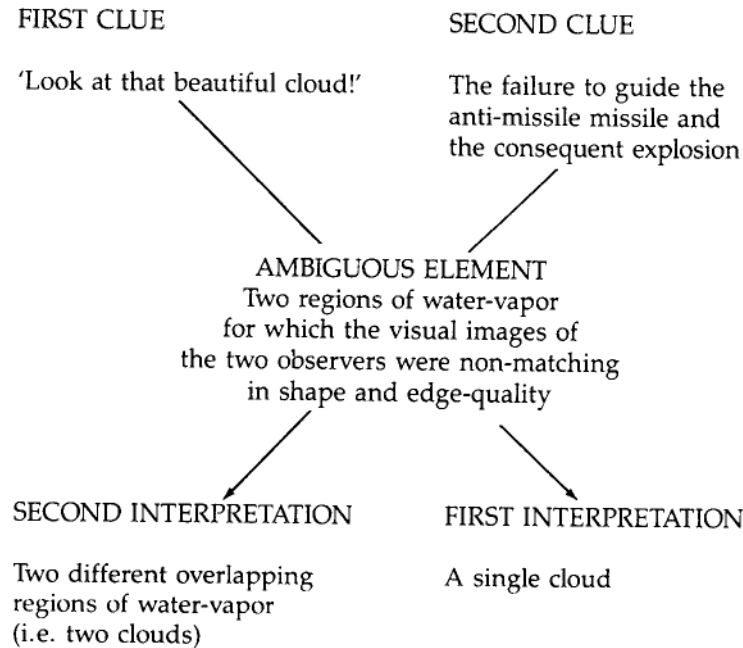 FIRST CLUE
'Look at that beautiful cloud!'
SECOND CLUE
The failure to guide the
anti-missile missile and
the consequent explosion
AMBIGUOUS ELEMENT
Two regions of water-vapor
for which the visual images of
the two observers were non-matching
in shape and edge-quality
SECOND INTERPRETATION
Two different overlapping
regions of water-vapor
(i.e. two clouds)
FIRST INTERPRETATION
A single cloud